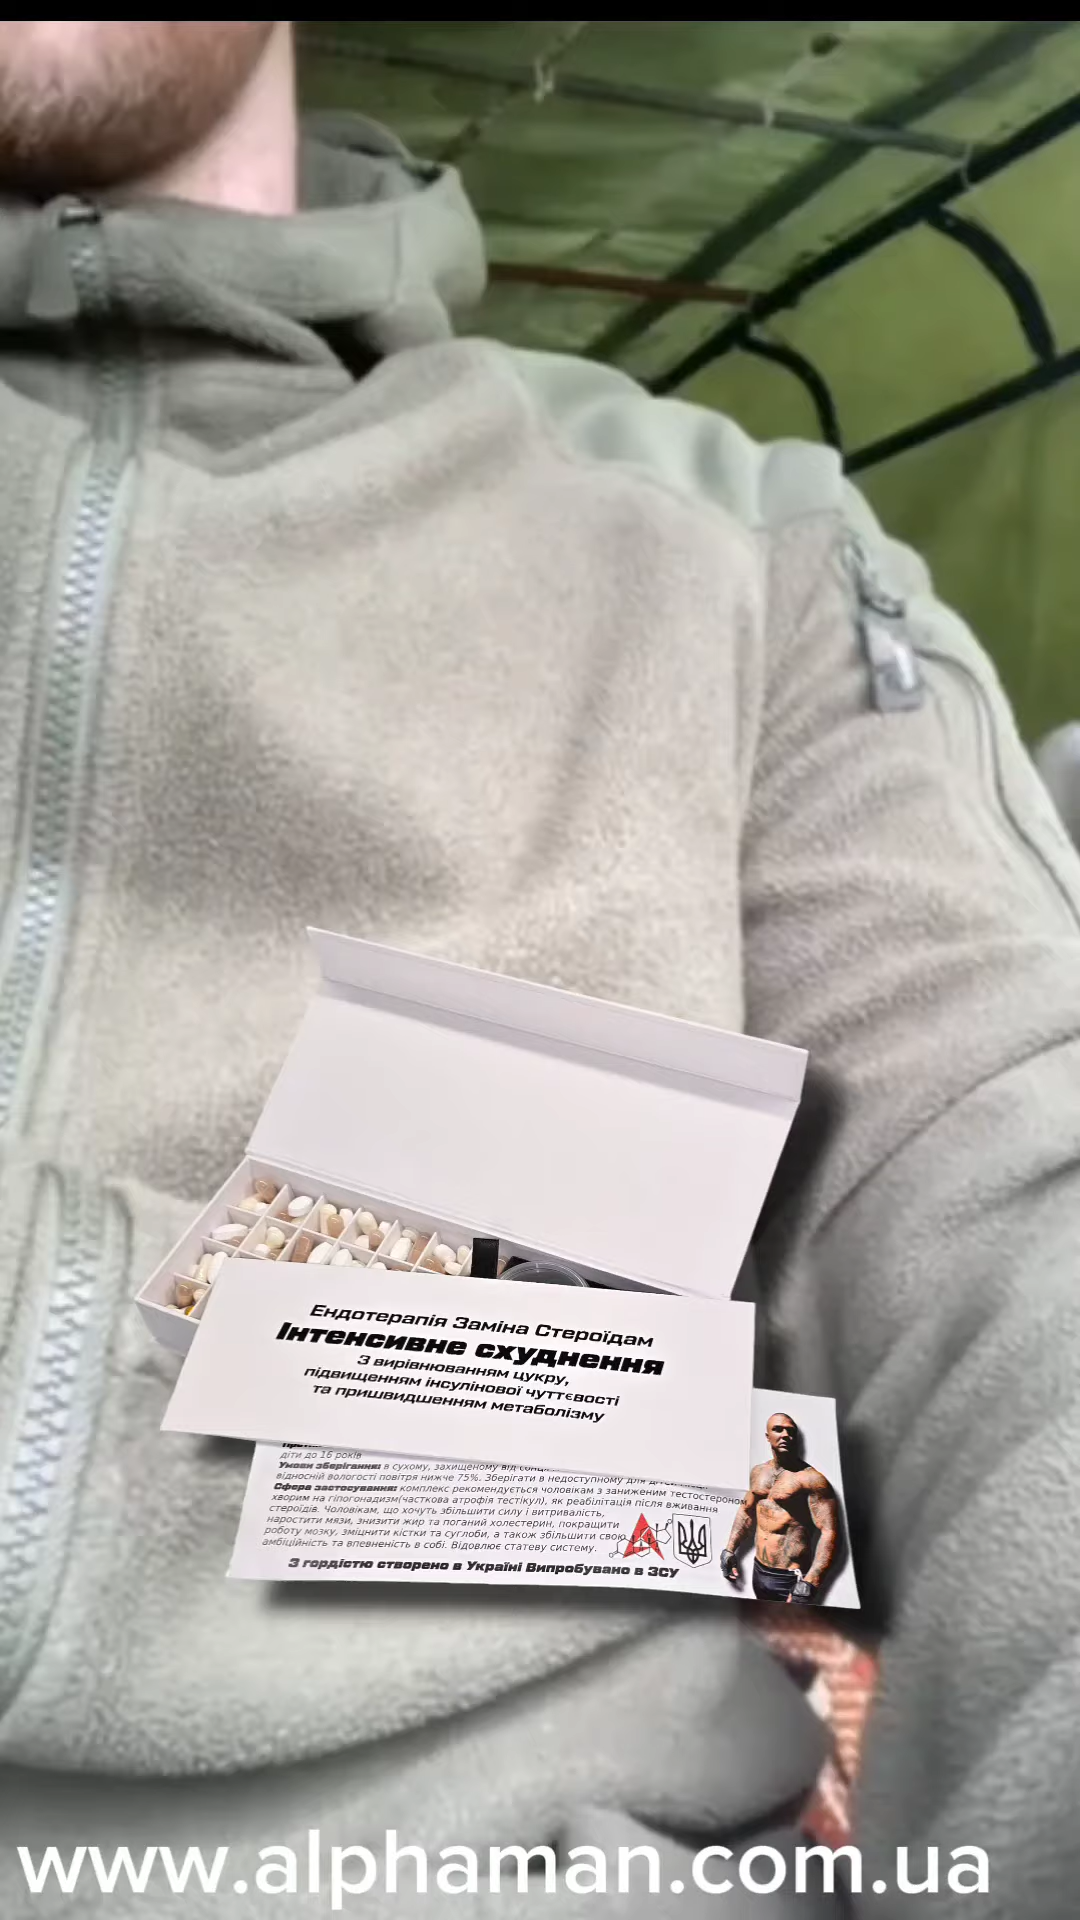 Ендотерапія Заміна Стероїдам
Інтенсивне схуднення
З вирівнюванням цукру,
підвищенням інсулінової чуттєвості
та пришвидшенням метаболізму
діти до 16 років
Умови зберігання: в сухому, захищеному від
відносній вологості повітря нижче 75%. Зберігати в недоступному для
Сфера застосування: комплекс рекомендується чоловікам з заниженим тестостероном,
хворим на гіпогонадизм(часткова атрофія тестікул), як реабілітація після вживання
стероїдів. Чоловікам, що хочуть збільшити силу і витривалість,
наростити мязи, знизити жир та поганий холестерин, покращити
роботу мозку, зміцнити кістки та суглоби, а також збільшити свою
амбіційність та впевненість в собі. Відовлює статеву систему.
З гордістю створено в Україні Випробувано в ЗСУ
www.alphaman.com.ua